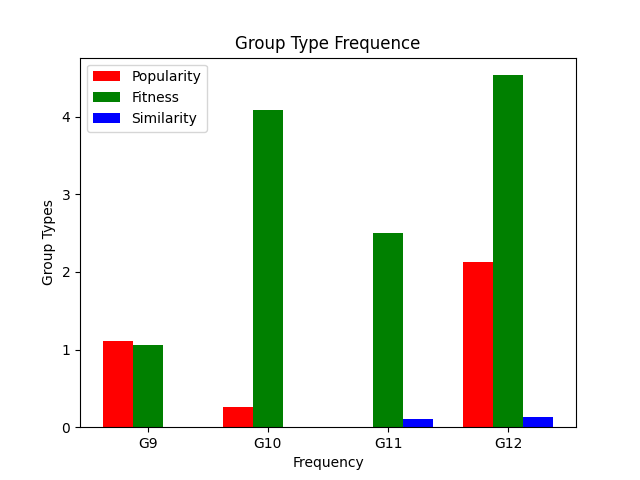 Group Type Frequence
Popularity
Fitness
Similarity
4
3
2
1
0
Group Types
G9 G10 G11 G12
Frequency